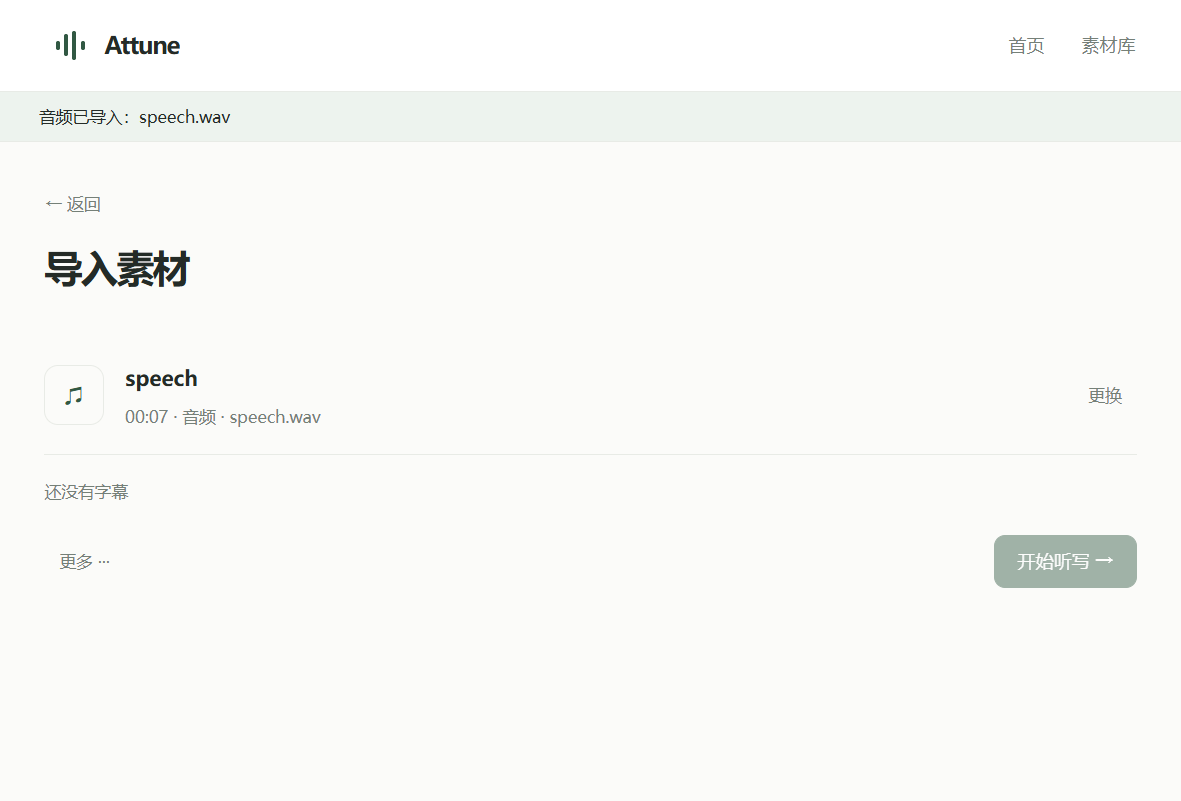 Attune
首页
素材库
音频已导入：speech.wav
← 返回
导入素材
speech
00:07 · 音频 · speech.wav
更换
还没有字幕
更多 ···
开始听写 →